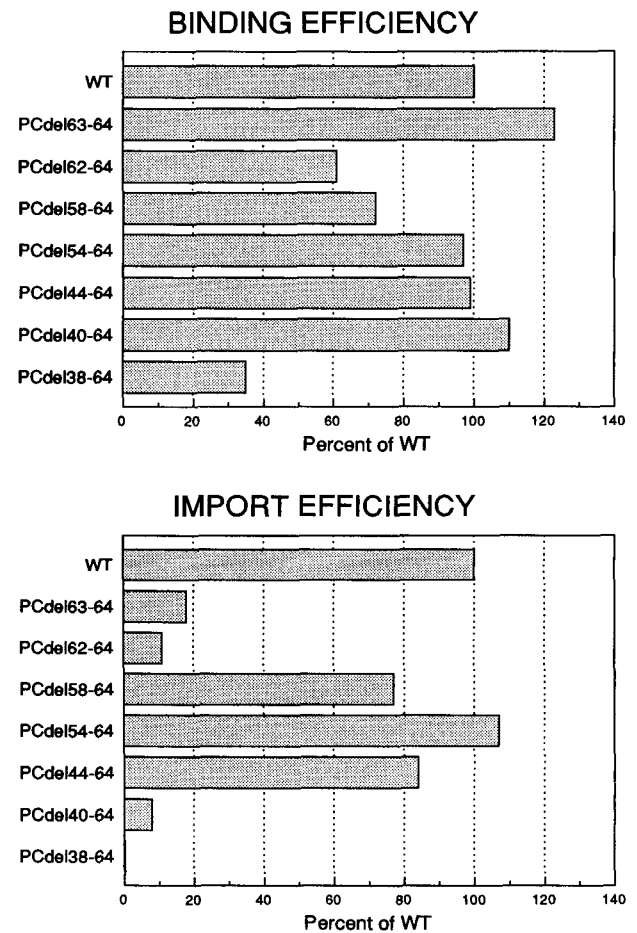 BINDING EFFICIENCY
WT
PCdel63-64
PCdel62-64
PCdel58-64
PCdel54-64
PCdel44-64
PCdel40-64
PCdel38-64
0 20 40 60 80 100 120 140
Percent of WT
IMPORT EFFICIENCY
WT
PCdel63-64
PCdel62-64
PCdel58-64
PCdel54-64
PCdel44-64
PCdel40-64
PCdel38-64
0 20 40 60 80 100 120 140
Percent of WT